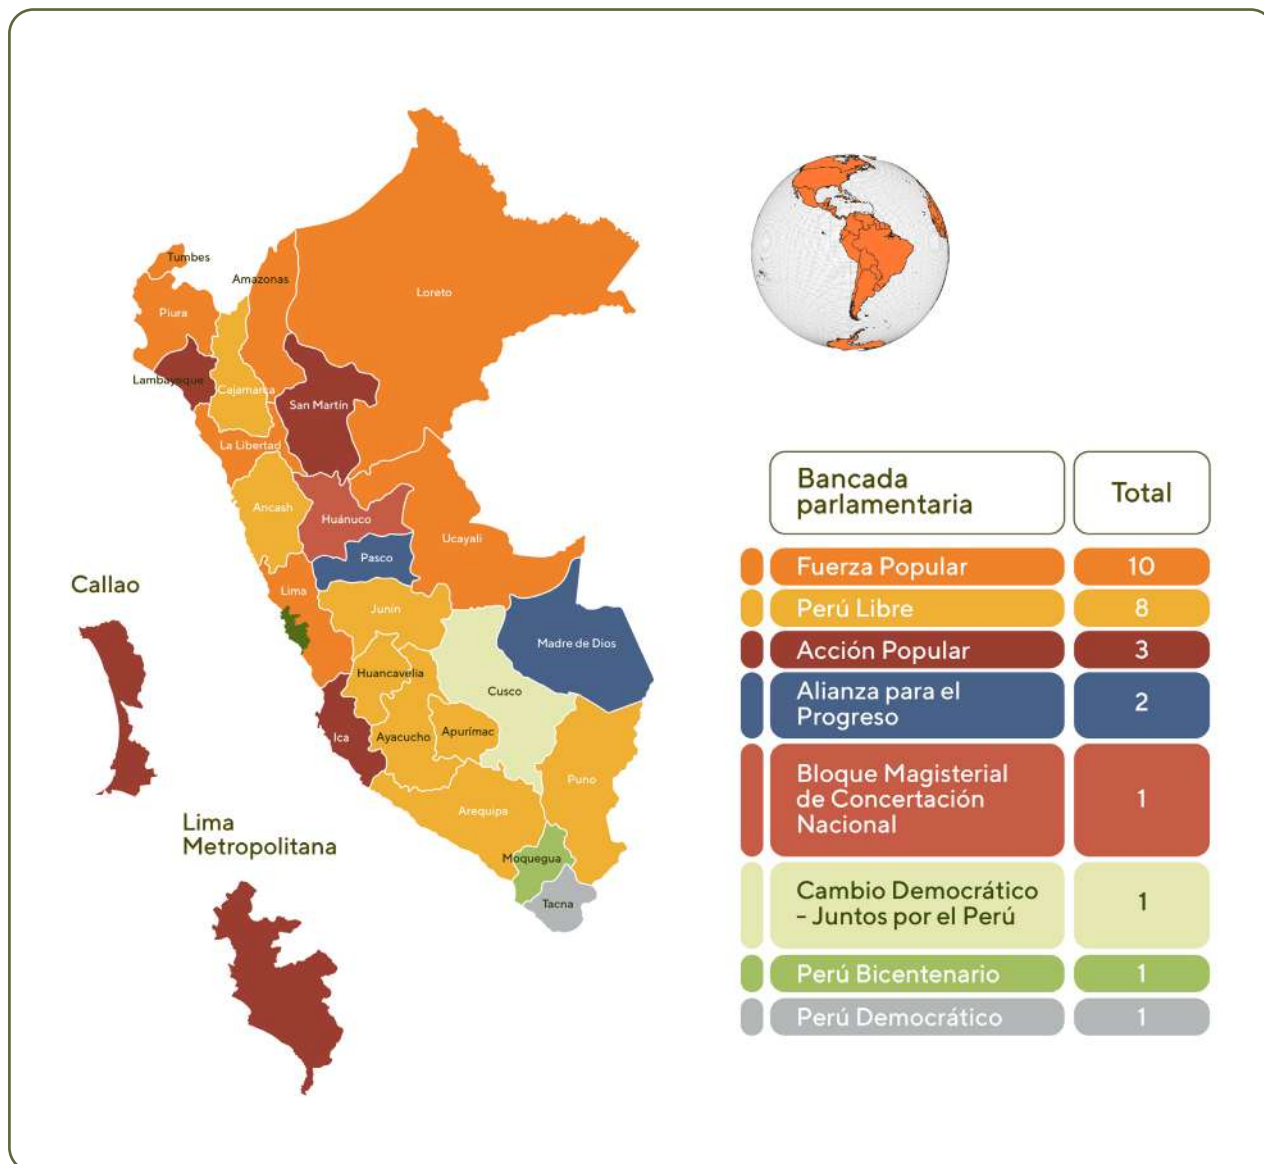 Tumbes
Amazonas
Loreto
Piura
Lambayeque
Cajamarca
San Martín
La Libertad
Ancash
Huánuco
Ucayali
Pasco
Lima
Callao
Junín
Madre de Dios
Huancavelia
Cusco
Ica
Ayacucho
Apurímac
Puno
Arequipa
Lima
Metropolitana
Moquegua
Tacna
Bancada
parlamentaria
Total
Fuerza Popular 10
Perú Libre 8
Acción Popular 3
Alianza para el
Progreso
2
Bloque Magisterial
de Concertación
Nacional
1
Cambio Democrático
- Juntos por el Perú
1
Perú Bicentenario 1
Perú Democrático 1